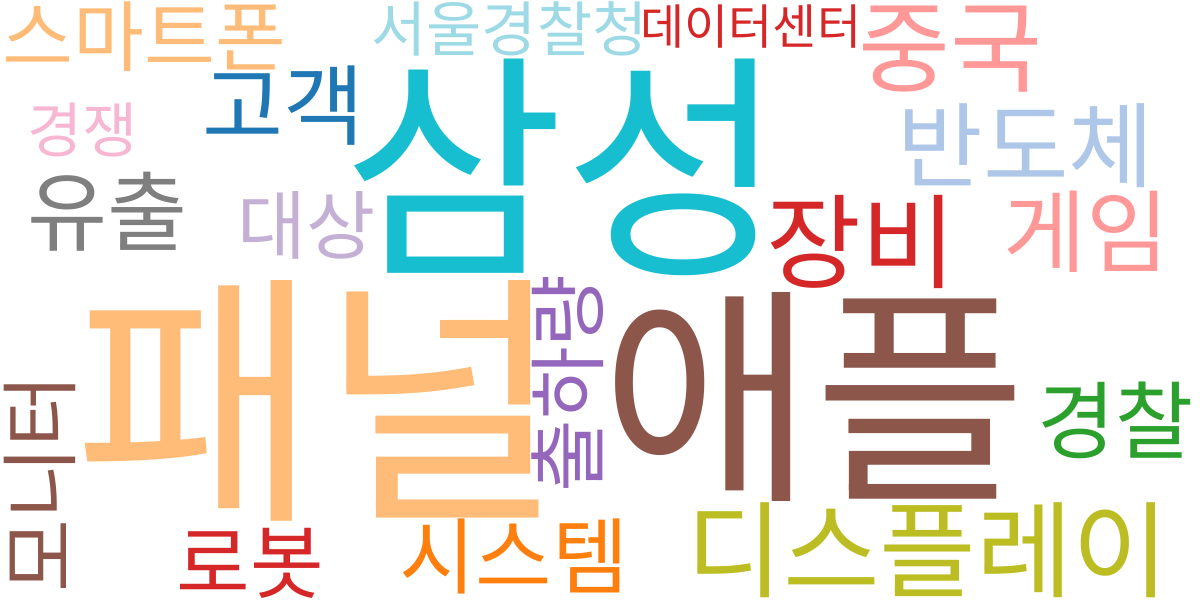 스마트폰
서울경찰청
데이터센터
중국
고객
삼성
경쟁
반도체
유출
대상
장비
게임
패널
출하량
애플
모니터
경찰
로봇
시스템
디스플레이